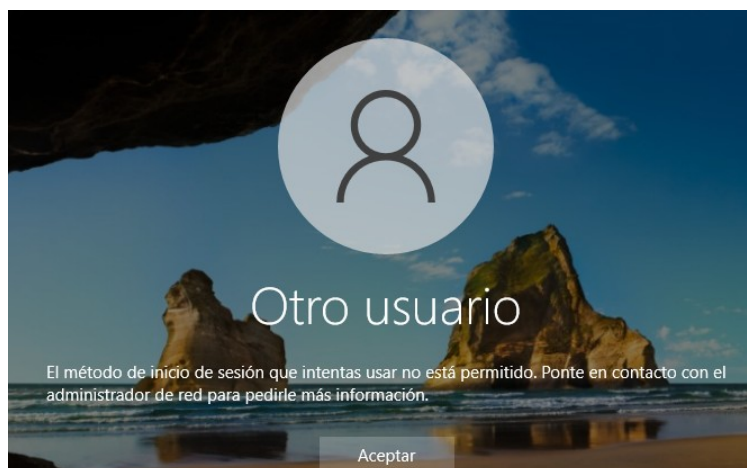 Otro usuario
El método de inicio de sesión que intentas usar no está permitido. Ponte en contacto con el
administrador de red para pedirle más información.
Aceptar